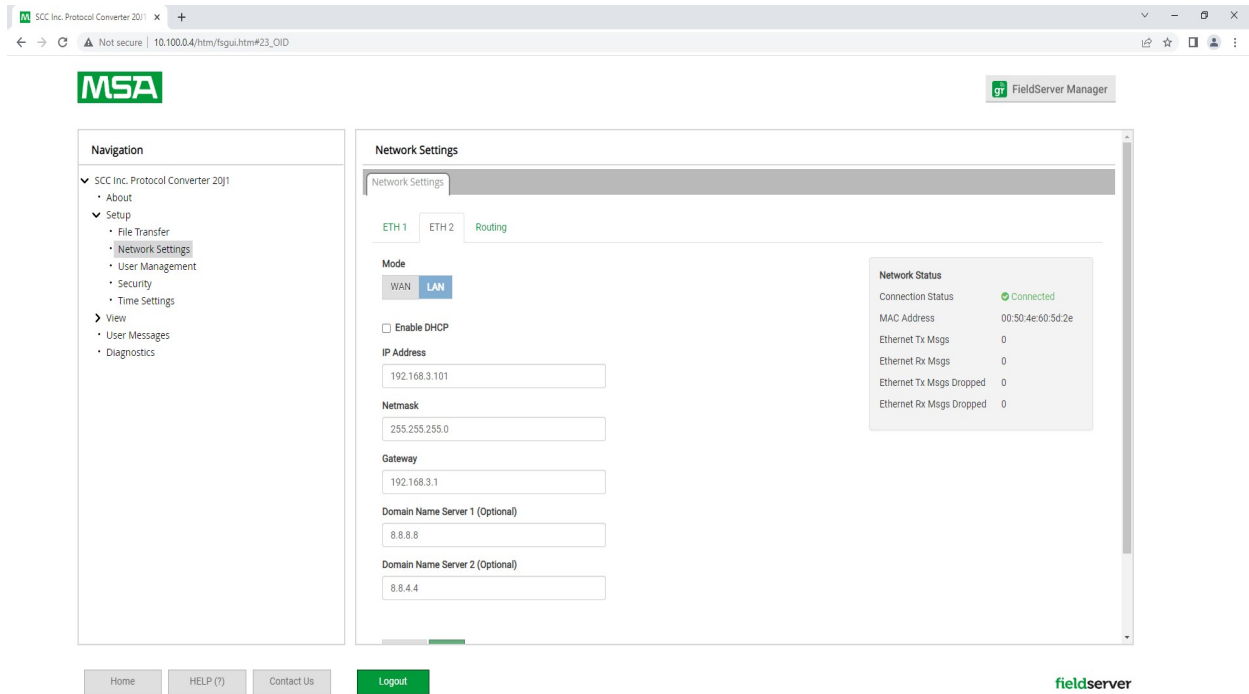 SCC Inc. Protocol Converter 20J1
Not secure | 10.100.0.4/htm/fsgui.htm#23_OID
MSA
FieldServer Manager
Navigation
SCC Inc. Protocol Converter 20J1
About
Setup
File Transfer
Network Settings
User Management
Security
Time Settings
View
User Messages
Diagnostics
Network Settings
Network Settings
ETH 1 ETH 2 Routing
Mode
WAN LAN
Enable DHCP
IP Address
192.168.3.101
Netmask
255.255.255.0
Gateway
192.168.3.1
Domain Name Server 1 (Optional)
8.8.8.8
Domain Name Server 2 (Optional)
8.8.4.4
Network Status
Connection Status Connected
MAC Address 00:50:4e:60:5d:2e
Ethernet Tx Msgs 0
Ethernet Rx Msgs 0
Ethernet Tx Msgs Dropped 0
Ethernet Rx Msgs Dropped 0
Home HELP (?) Contact Us Logout
fieldserver